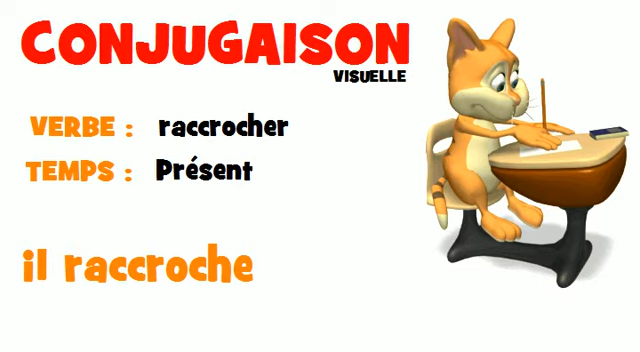 CONJUGAISON
VISUELLE
VERBE : raccrocher
TEMPS : Présent
il raccroche